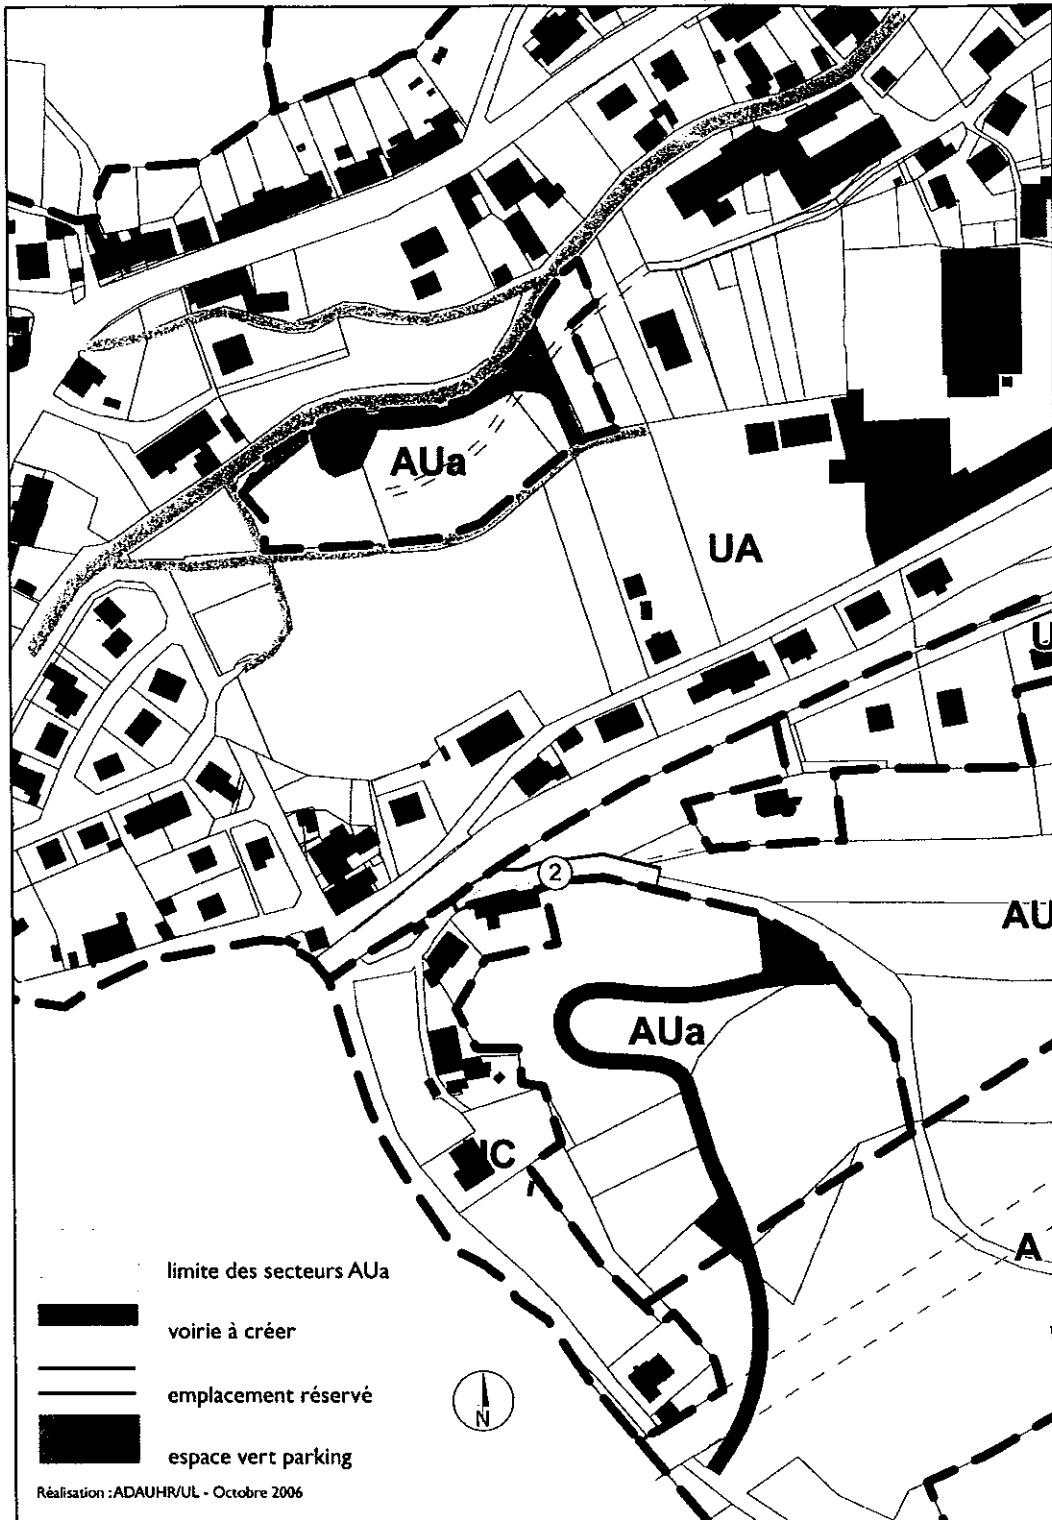 AUa
UA
U
2
AU
AUa
A
limite des secteurs AUa
voirie à créer
emplacement réservé
N
espace vert parking
Réalisation : ADAUHR/UL - Octobre 2006